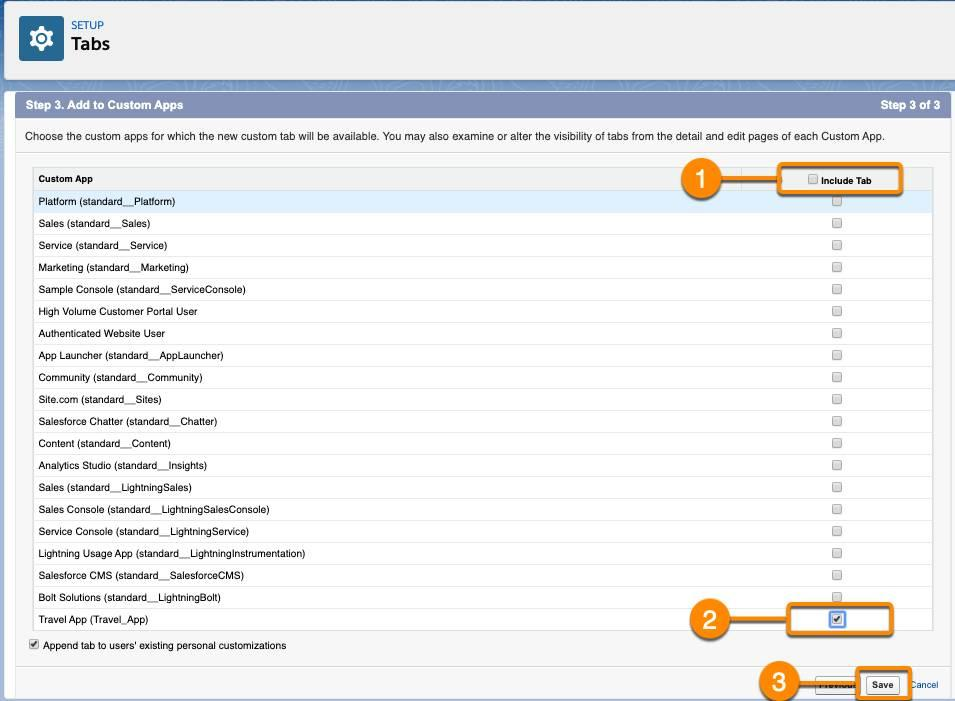 SETUP
Tabs
Step 3. Add to Custom Apps Step 3 of 3
Choose the custom apps for which the new custom tab will be available. You may also examine or alter the visibility of tabs from the detail and edit pages of each Custom App.
Custom App 1 Include Tab
Platform (standard__Platform)
Sales (standard__Sales)
Service (standard__Service)
Marketing (standard__Marketing)
Sample Console (standard__ServiceConsole)
High Volume Customer Portal User
Authenticated Website User
App Launcher (standard__AppLauncher)
Community (standard__Community)
Site.com (standard__Sites)
Salesforce Chatter (standard__Chatter)
Content (standard__Content)
Analytics Studio (standard__Insights)
Sales (standard__LightningSales)
Sales Console (standard__LightningSalesConsole)
Service Console (standard__LightningService)
Lightning Usage App (standard__LightningInstrumentation)
Salesforce CMS (standard__SalesforceCMS)
Bolt Solutions (standard__LightningBolt)
Travel App (Travel_App) 2
Append tab to users' existing personal customizations
3 Previous Save Cancel